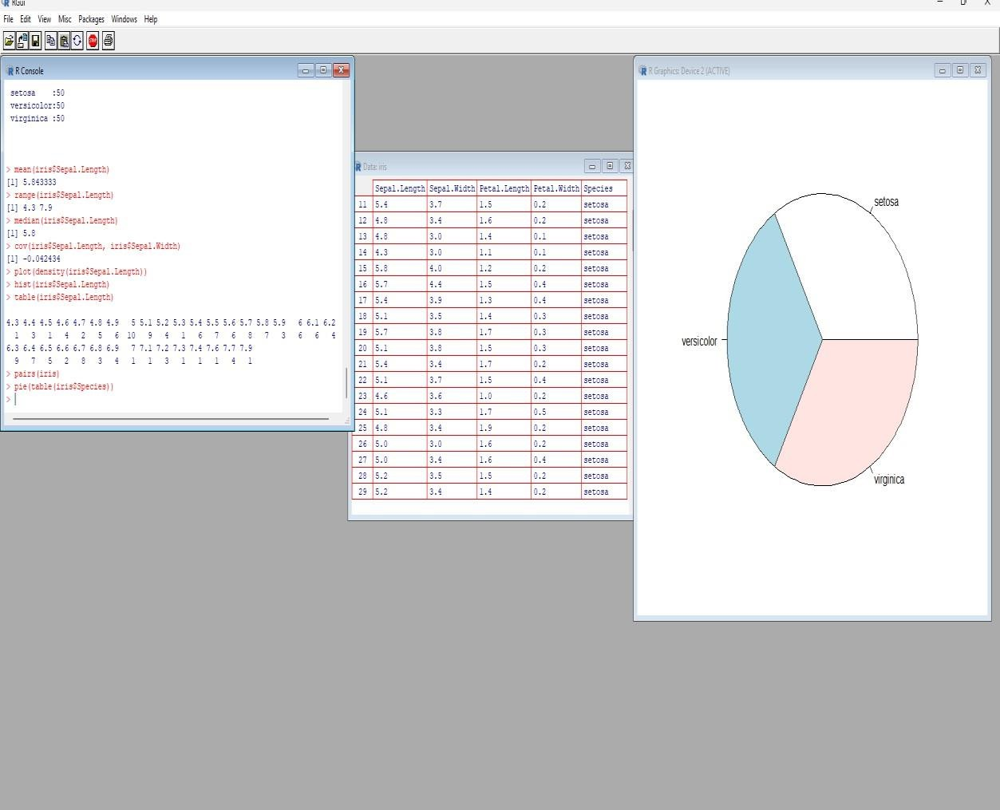 RGui
File Edit View Misc Packages Windows Help
STOP
R Console
setosa :50
versicolor:50
virginica :50
> mean(iris$Sepal.Length)
[1] 5.843333
> range(iris$Sepal.Length)
[1] 4.3 7.9
> median(iris$Sepal.Length)
[1] 5.8
> cov(iris$Sepal.Length, iris$Sepal.Width)
[1] -0.042434
> plot(density(iris$Sepal.Length))
> hist(iris$Sepal.Length)
> table(iris$Sepal.Length)
4.3 4.4 4.5 4.6 4.7 4.8 4.9 5 5.1 5.2 5.3 5.4 5.5 5.6 5.7 5.8 5.9 6 6.1 6.2
1 3 1 4 2 5 6 10 9 4 1 6 7 6 8 7 3 6 6 4
6.3 6.4 6.5 6.6 6.7 6.8 6.9 7 7.1 7.2 7.3 7.4 7.6 7.7 7.9
9 7 5 2 8 3 4 1 1 3 1 1 1 4 1
> pairs(iris)
> pie(table(iris$Species))
>
Data: iris
Sepal.Length Sepal.Width Petal.Length Petal.Width Species
11 5.4 3.7 1.5 0.2 setosa
12 4.8 3.4 1.6 0.2 setosa
13 4.8 3.0 1.4 0.1 setosa
14 4.3 3.0 1.1 0.1 setosa
15 5.8 4.0 1.2 0.2 setosa
16 5.7 4.4 1.5 0.4 setosa
17 5.4 3.9 1.3 0.4 setosa
18 5.1 3.5 1.4 0.3 setosa
19 5.7 3.8 1.7 0.3 setosa
20 5.1 3.8 1.5 0.3 setosa
21 5.4 3.4 1.7 0.2 setosa
22 5.1 3.7 1.5 0.4 setosa
23 4.6 3.6 1.0 0.2 setosa
24 5.1 3.3 1.7 0.5 setosa
25 4.8 3.4 1.9 0.2 setosa
26 5.0 3.0 1.6 0.2 setosa
27 5.0 3.4 1.6 0.4 setosa
28 5.2 3.5 1.5 0.2 setosa
29 5.2 3.4 1.4 0.2 setosa
R Graphics: Device 2 (ACTIVE)
setosa
versicolor
virginica